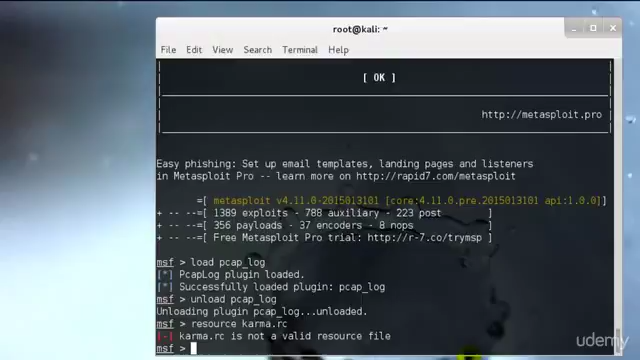 root@kali: ~
File Edit View Search Terminal Help
[ OK ]
http://metasploit.pro
Easy phishing: Set up email templates, landing pages and listeners
in Metasploit Pro -- learn more on http://rapid7.com/metasploit
=[ metasploit v4.11.0-2015013101 [core:4.11.0.pre.2015013101 api:1.0.0]]
+ -- --=[ 1389 exploits - 788 auxiliary - 223 post ]
+ -- --=[ 356 payloads - 37 encoders - 8 nops ]
+ -- --=[ Free Metasploit Pro trial: http://r-7.co/trymsp ]
msf > load pcap_log
[*] PcapLog plugin loaded.
[*] Successfully loaded plugin: pcap_log
msf > unload pcap_log
Unloading plugin pcap_log...unloaded.
msf > resource karma.rc
[-] karma.rc is not a valid resource file
msf >
udemy